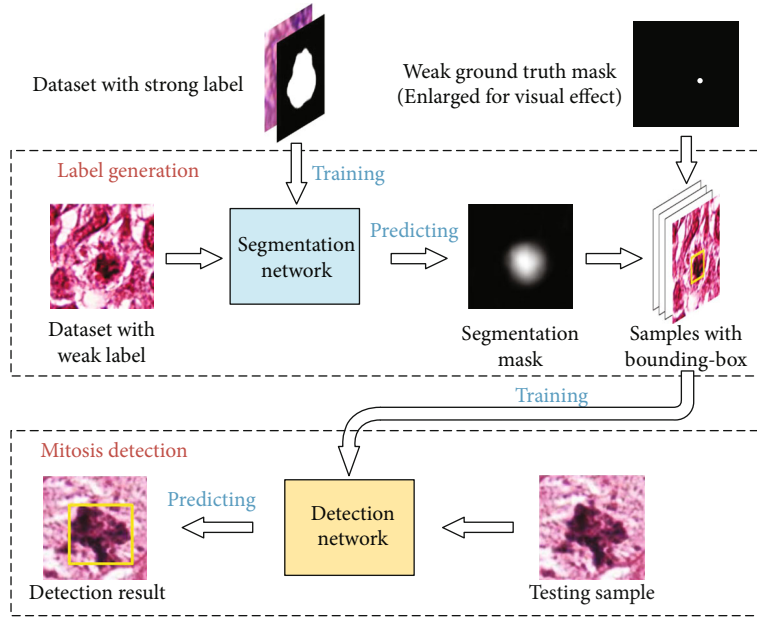 Dataset with strong label
Weak ground truth mask
(Enlarged for visual effect)
Label generation
Training
Segmentation
network
Predicting
Dataset with
weak label
Segmentation
mask
Samples with
bounding-box
Training
Mitosis detection
Predicting
Detection
network
Detection result
Testing sample